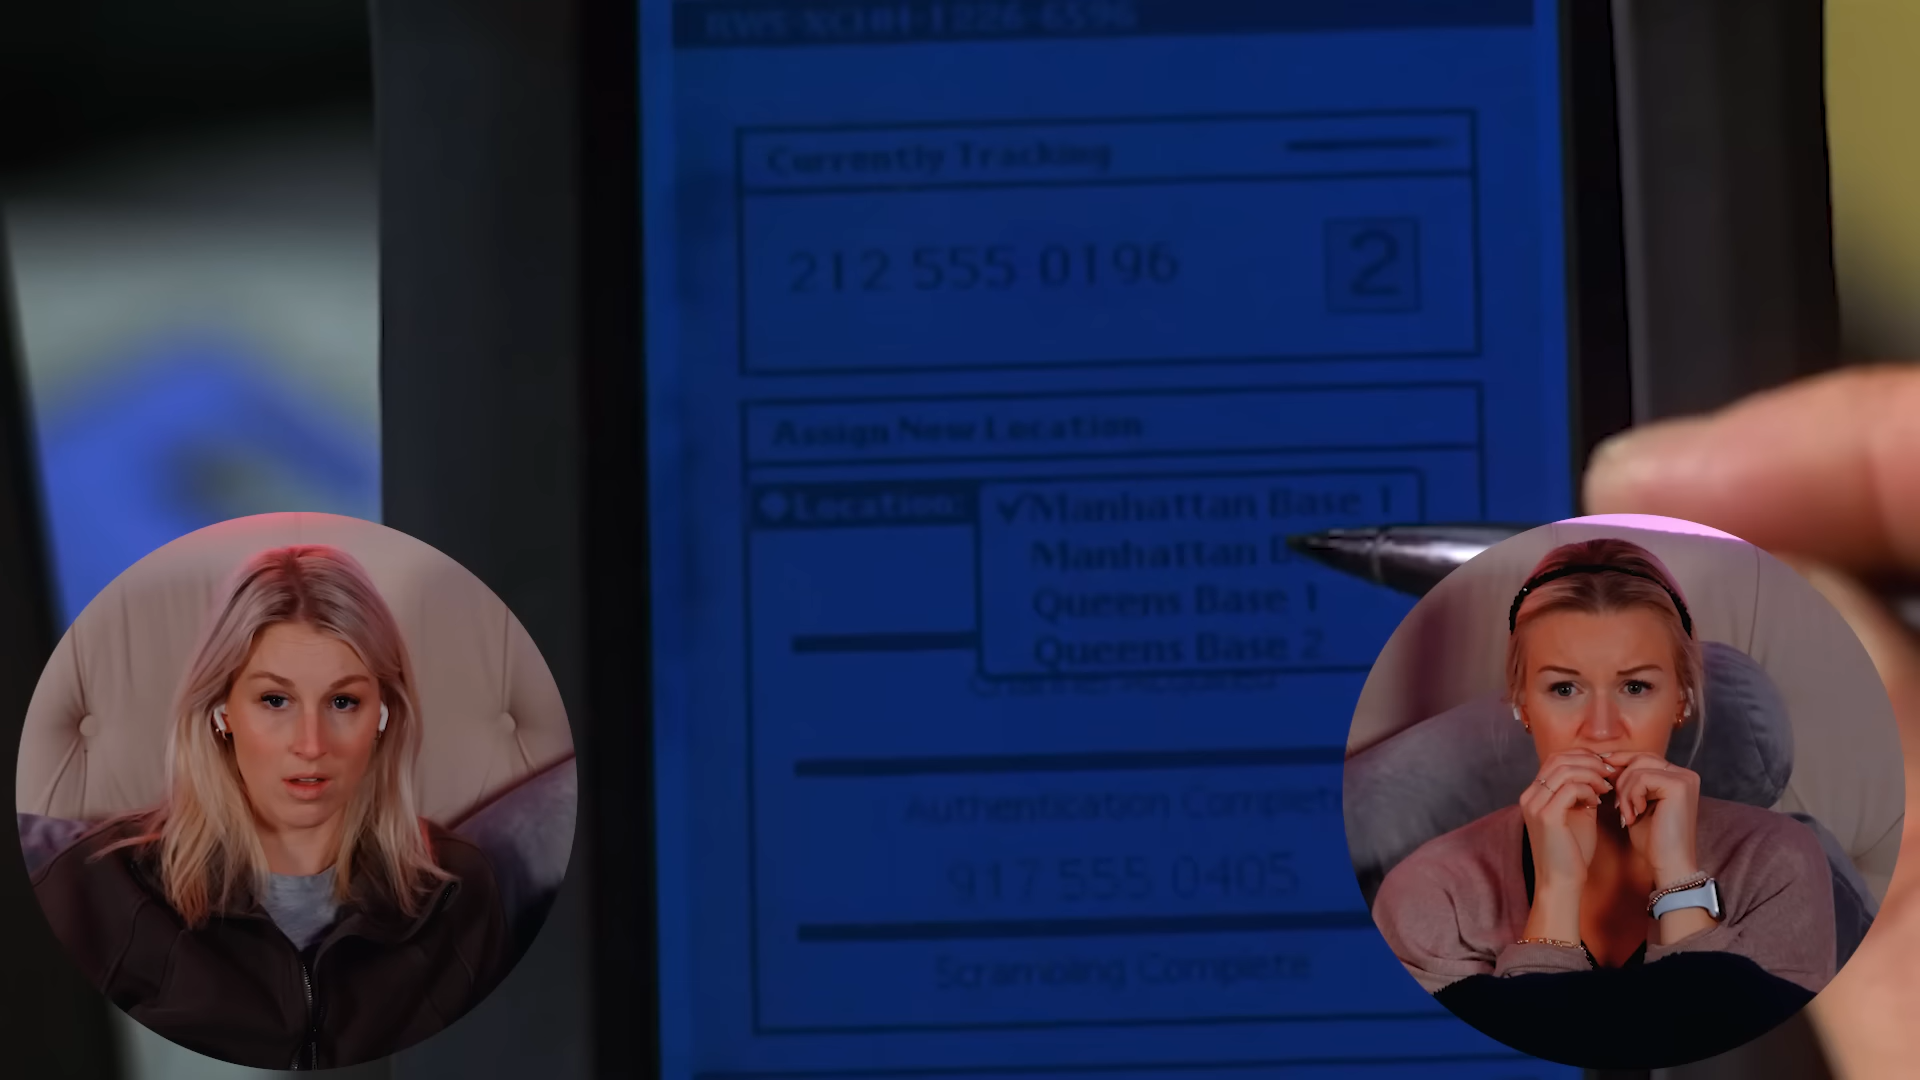 Currently Tracking
212 555 0196
2
Assign New Location
Location:
✓Manhattan Base 1
Manhattan
Queens Base 1
Queens Base 2
Authentication Complete
917 555 0405
Scrambling Complete